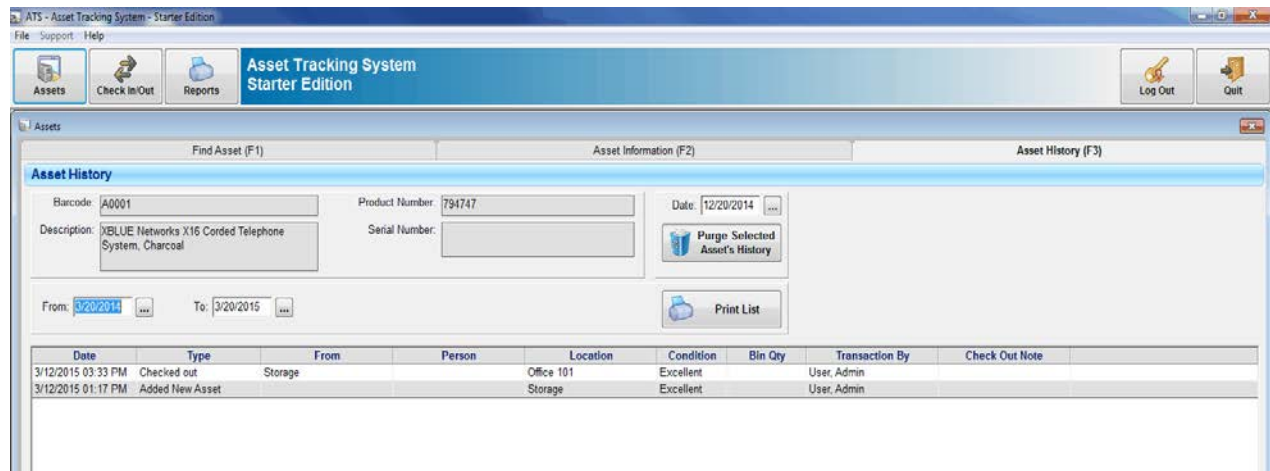 ATS - Asset Tracking System - Starter Edition
File Support Help
Assets
Check In/Out
Reports
Asset Tracking System
Starter Edition
Log Out
Quit
Assets
Find Asset (F1)
Asset Information (F2)
Asset History (F3)
Asset History
Barcode: A0001
Product Number: 794747
Date: 12/20/2014 ...
Description: XBLUE Networks X16 Corded Telephone
System, Charcoal
Serial Number:
Purge Selected
Asset's History
From: 3/20/2014 ... To: 3/20/2015 ...
Print List
Date Type From Person Location Condition Bin Qty Transaction By Check Out Note
3/12/2015 03:33 PM Checked out Storage Office 101 Excellent User, Admin
3/12/2015 01:17 PM Added New Asset Storage Excellent User, Admin